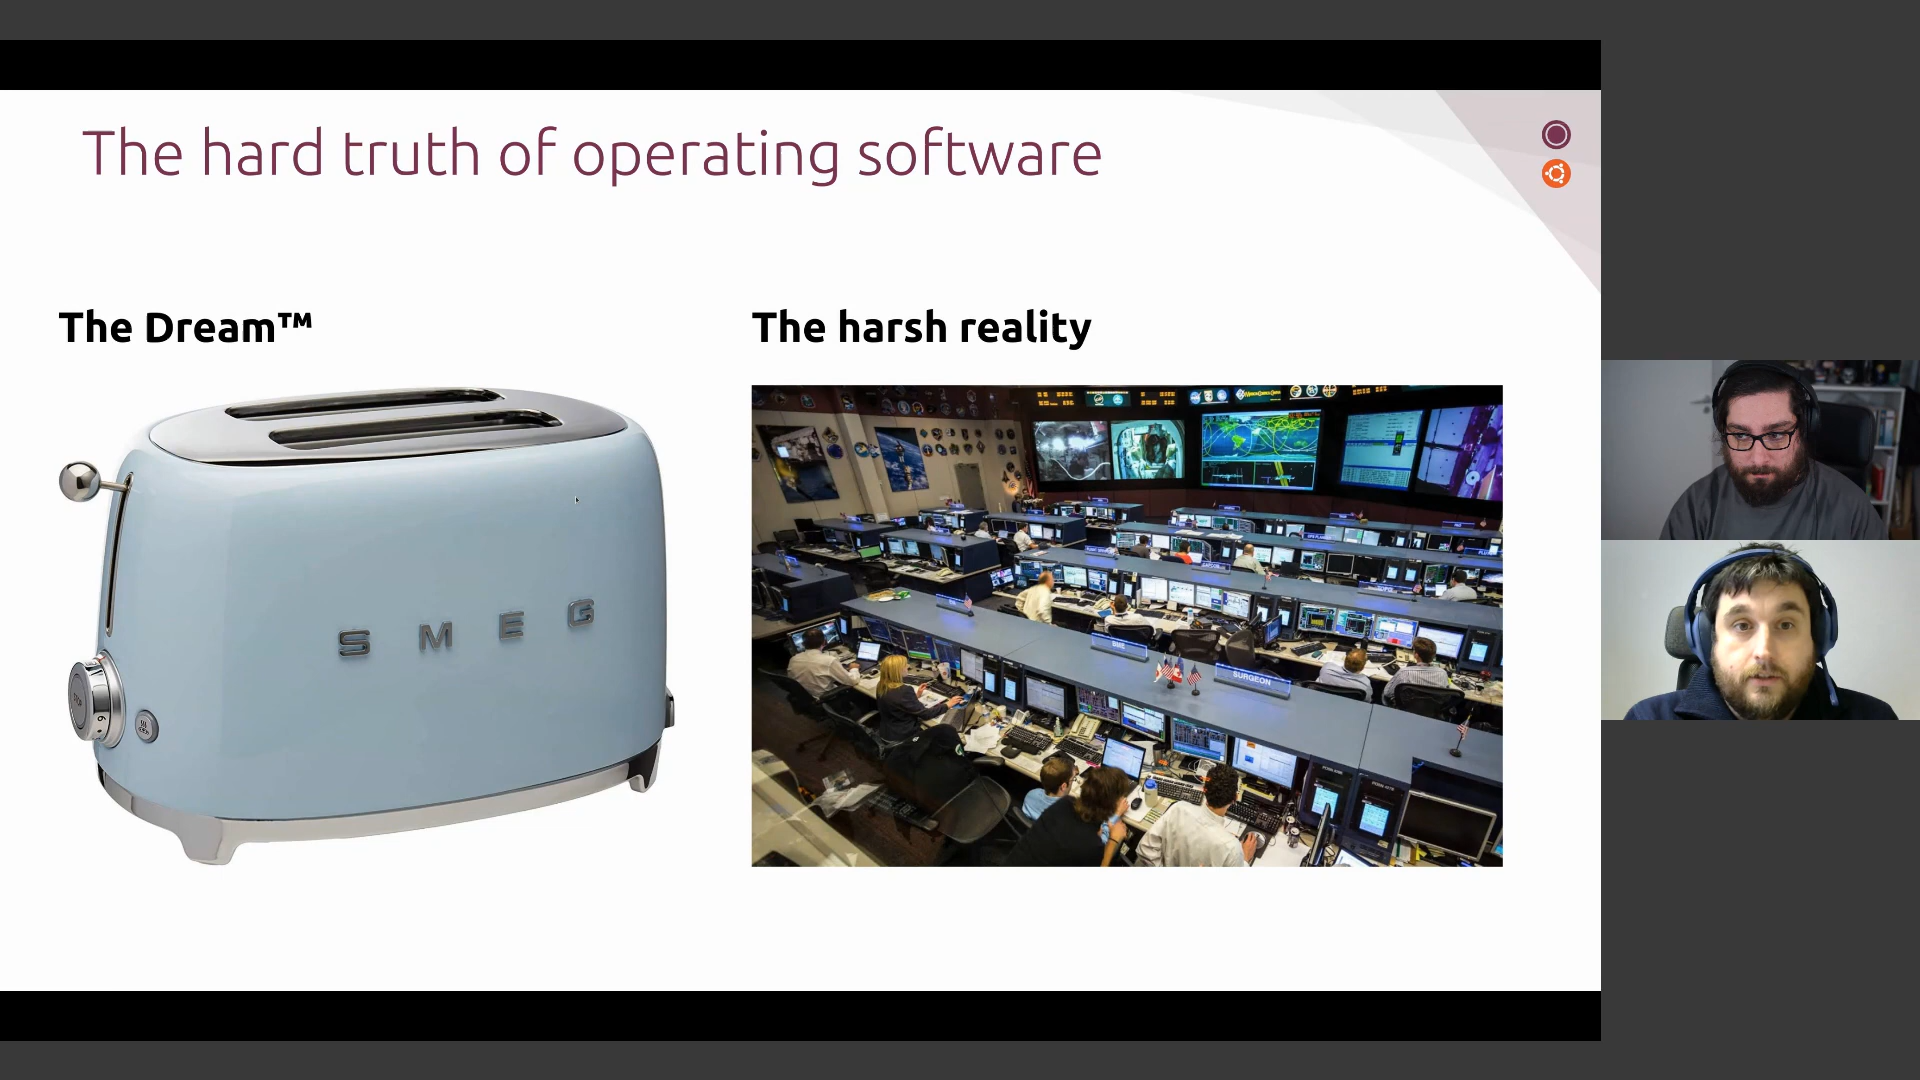 The hard truth of operating software
The Dream™
The harsh reality
SMEG
SURGEON